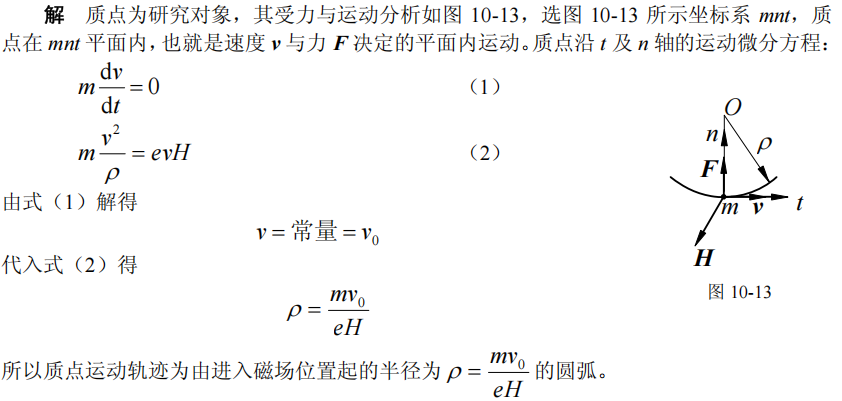 解 质点为研究对象，其受力与运动分析如图 10-13，选图 10-13 所示坐标系 mnt，质
点在 mnt 平面内，也就是速度 v 与力 F 决定的平面内运动。质点沿 t 及 n 轴的运动微分方程：
m dv/dt = 0 （1）
m v²/ρ = evH （2）
由式（1）解得
v = 常量 = v₀
代入式（2）得
ρ = mv₀/eH
所以质点运动轨迹为由进入磁场位置起的半径为 ρ = mv₀/eH 的圆弧。
O
n
ρ
F
m
v
t
H
图 10-13